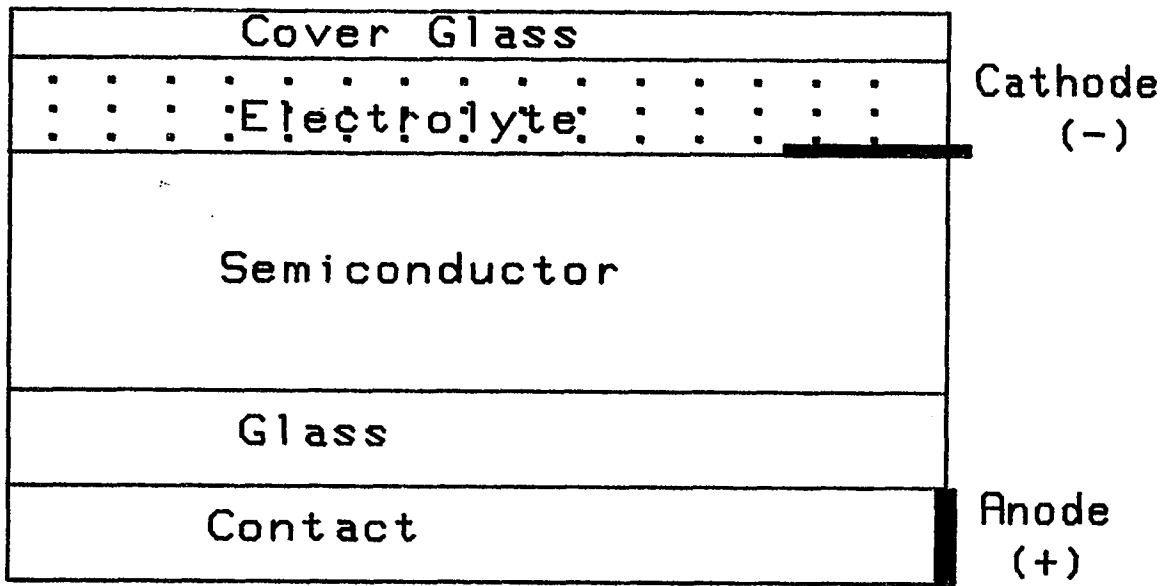 Cover Glass
Electrolyte
Cathode
(-)
Semiconductor
Glass
Contact
Anode
(+)